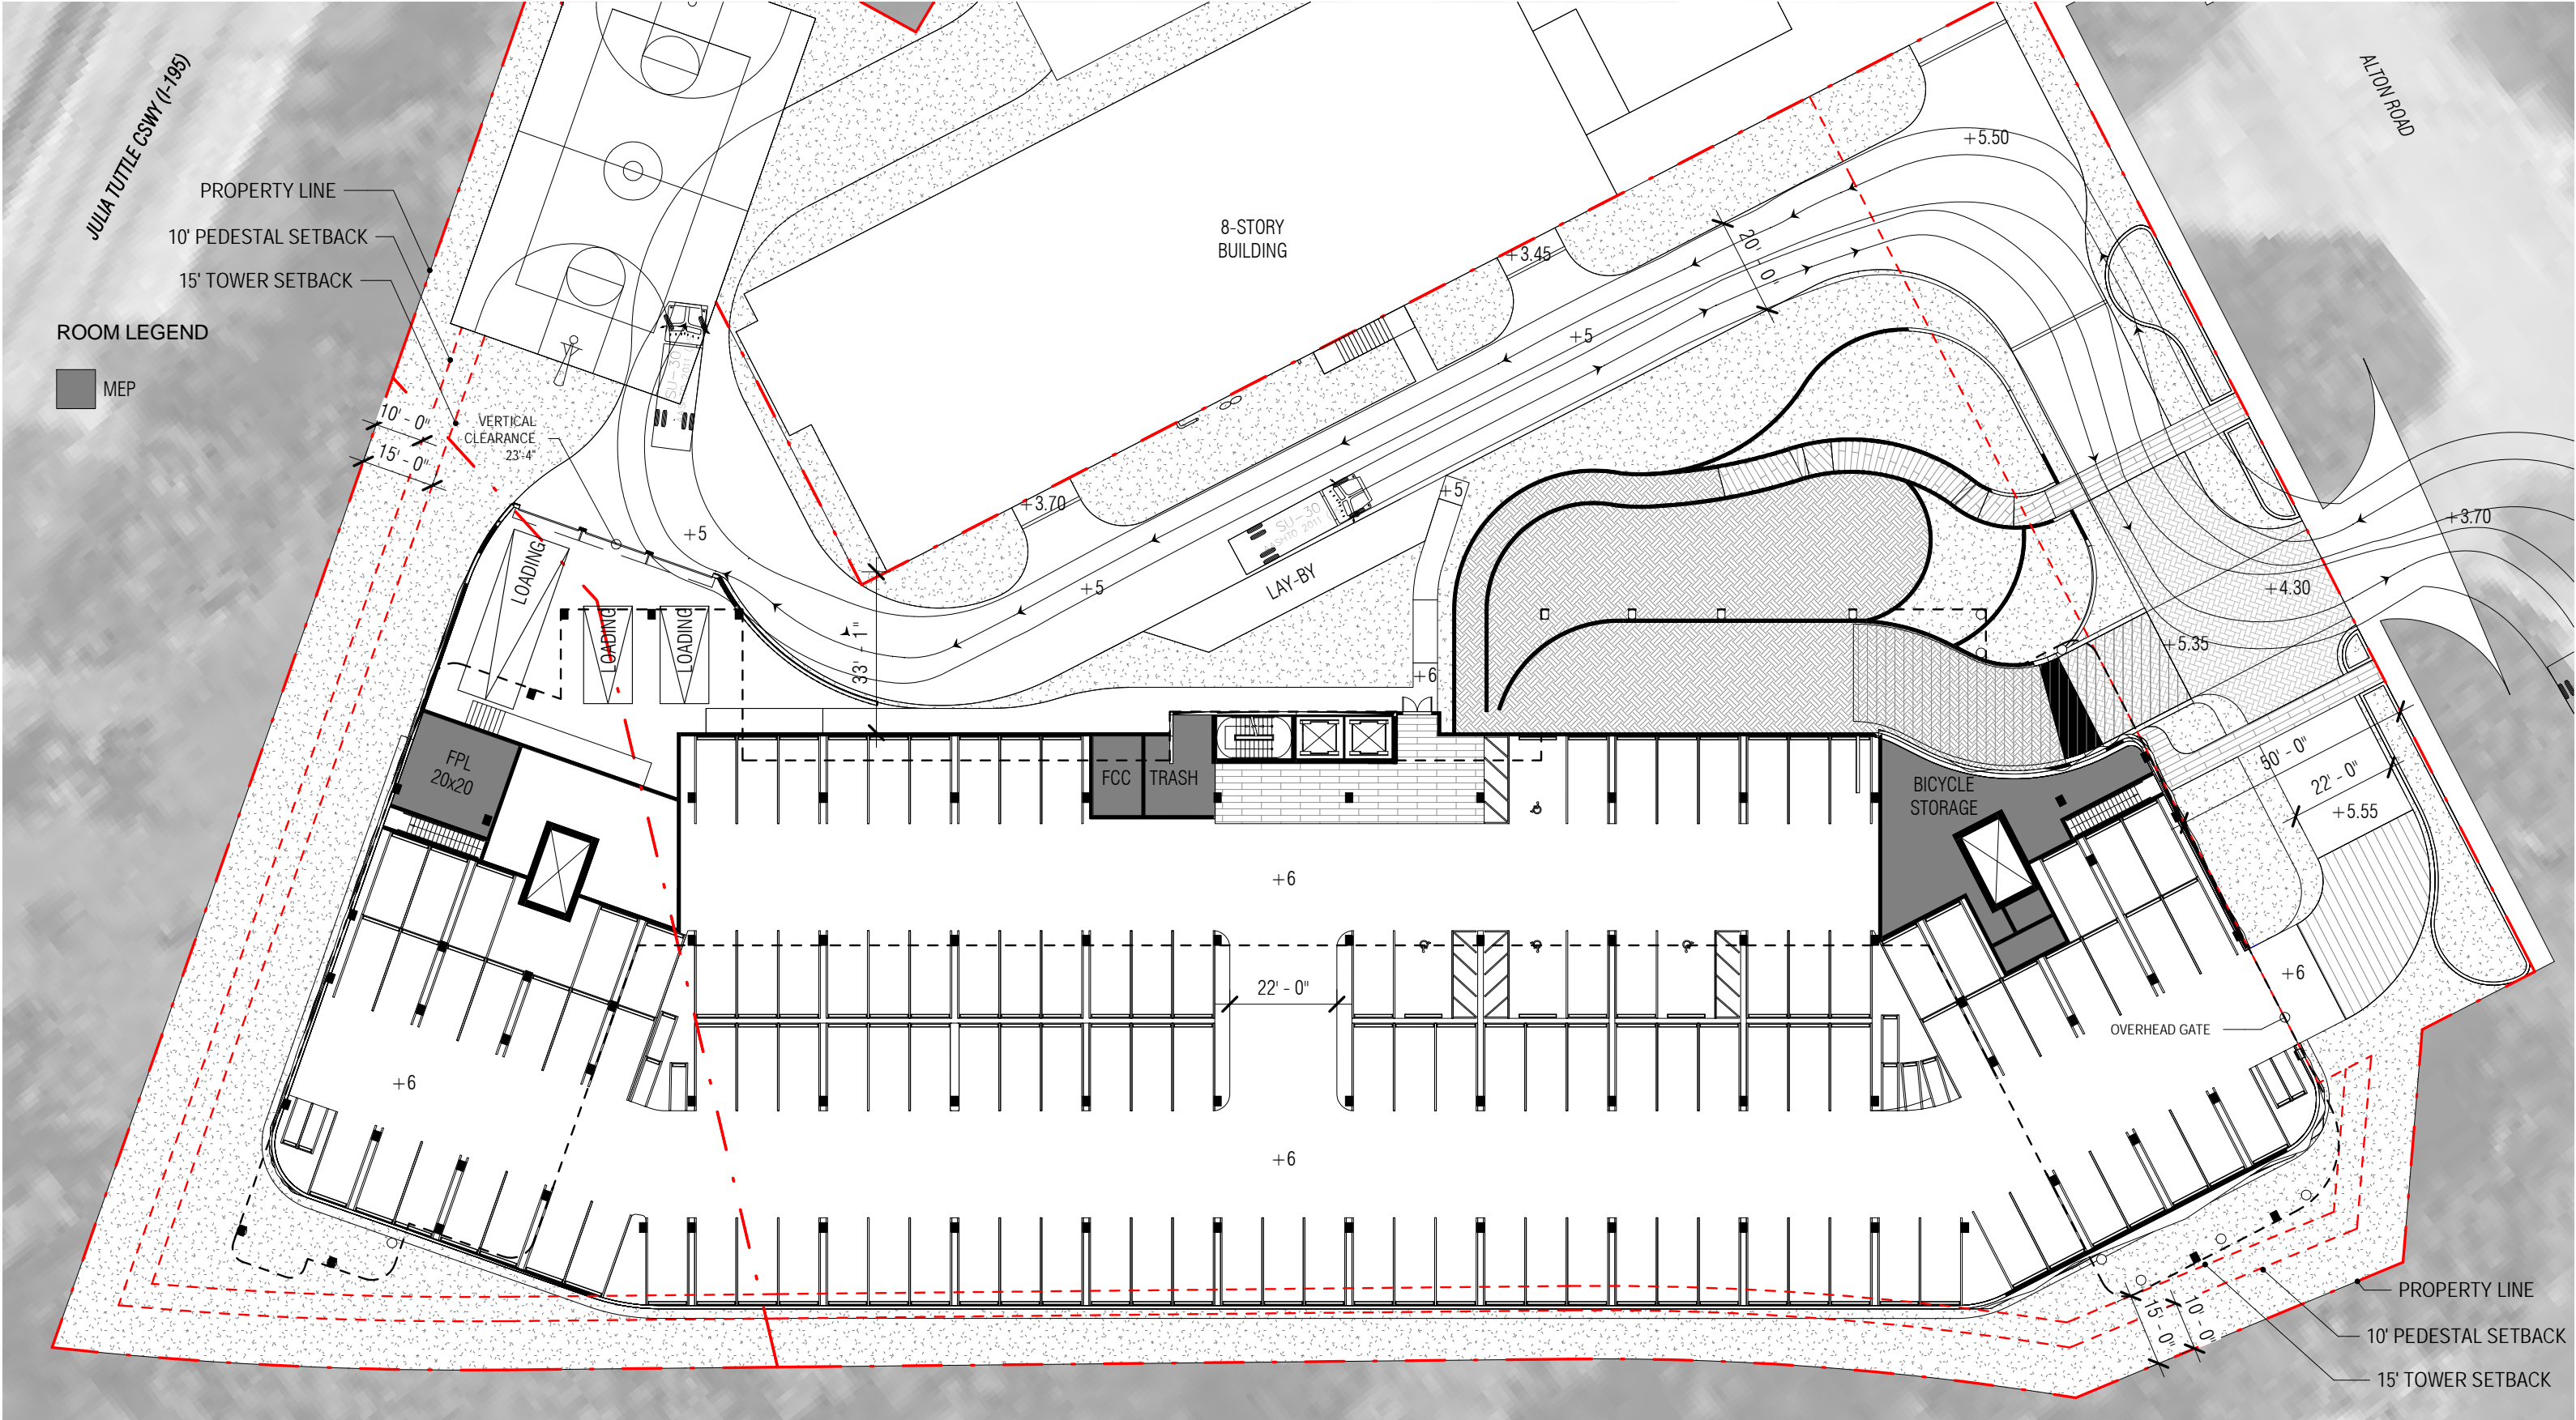 JULIA TUTTLE CSWY (I-195)
ALTON ROAD
PROPERTY LINE
10' PEDESTAL SETBACK
15' TOWER SETBACK
ROOM LEGEND
MEP
10' - 0"
15' - 0"
VERTICAL
CLEARANCE
23'-4"
8-STORY
BUILDING
+5.50
+3.45
20' - 0"
+5
+3.70
+5
+5
+5
SU-30
LAY-BY
+3.70
+4.30
+5.35
LOADING
LOADING
LOADING
33' - 1"
+6
FPL
20x20
FCC
TRASH
BICYCLE
STORAGE
50' - 0"
22' - 0"
+5.55
+6
+6
22' - 0"
OVERHEAD GATE
+6
+6
PROPERTY LINE
10' PEDESTAL SETBACK
15' TOWER SETBACK
15' - 0"
10' - 0"